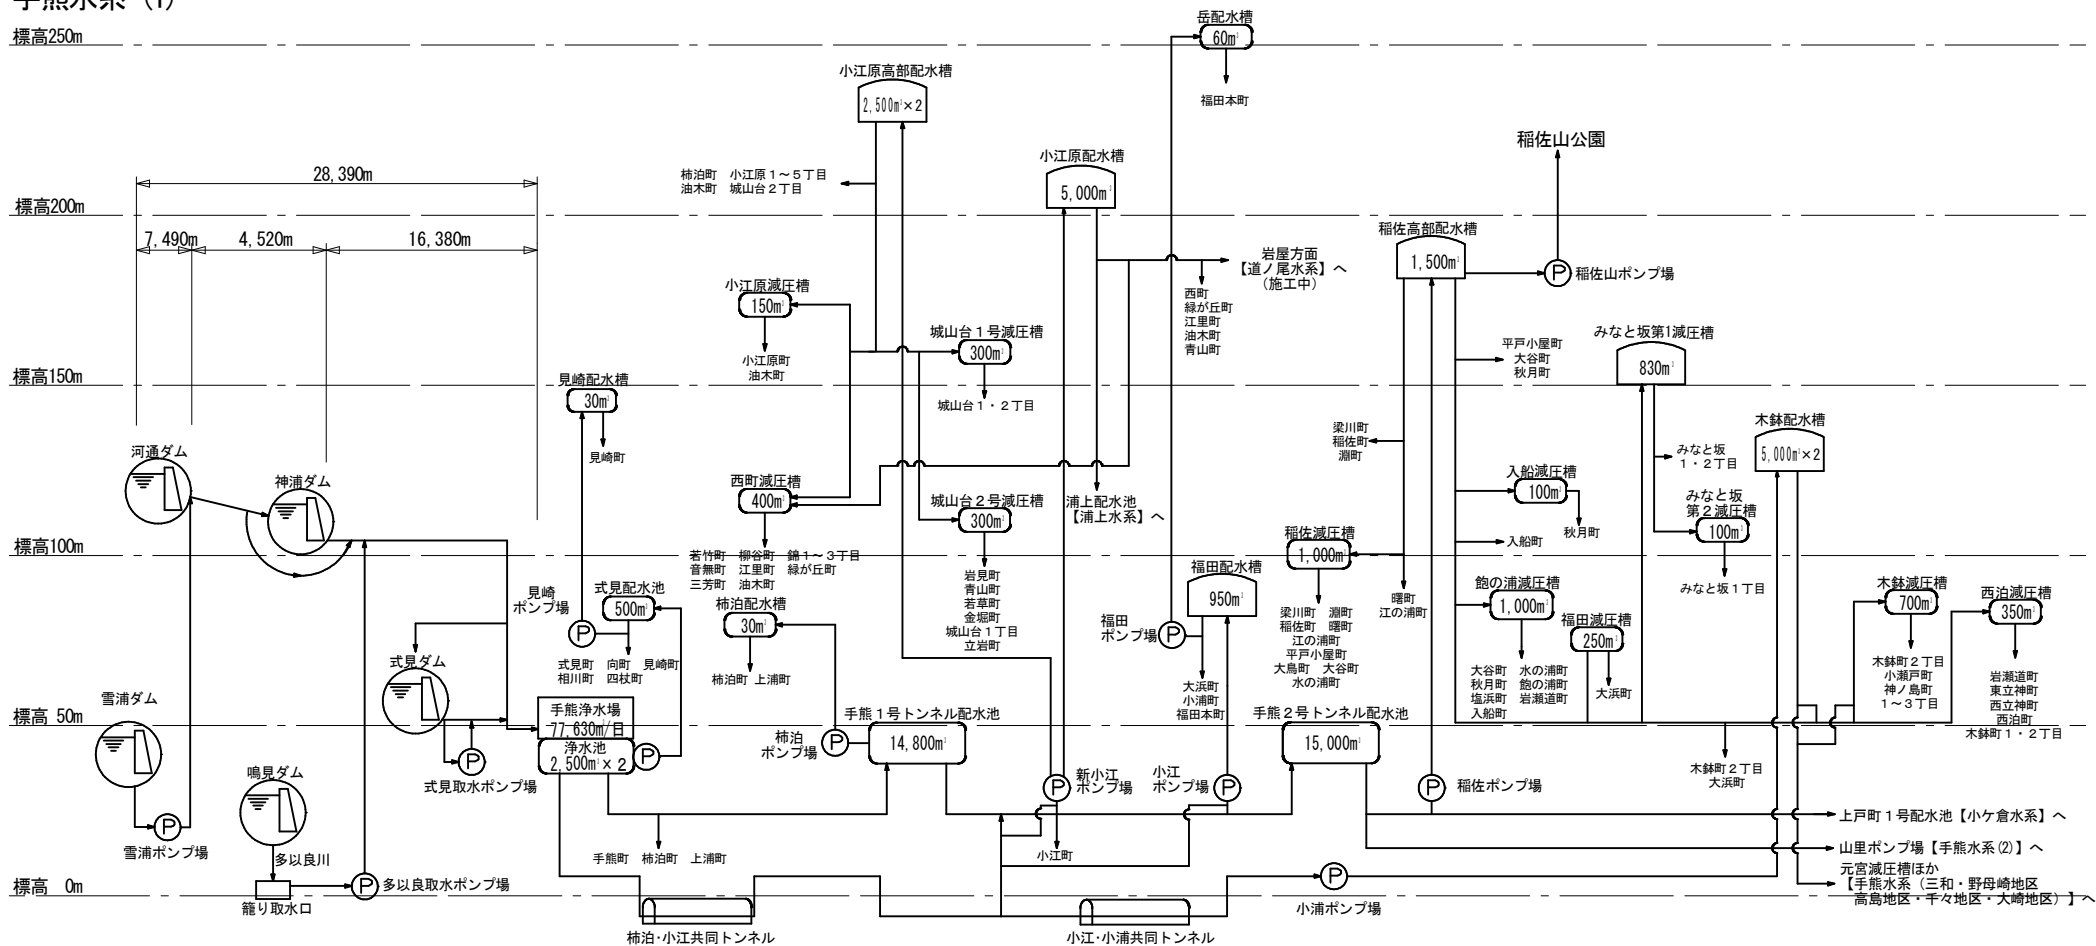 手熊水系 (1)
標高250m
標高200m
標高150m
標高100m
標高 50m
標高 0m
28,390m
7,490m
4,520m
16,380m
河通ダム
神浦ダム
雪浦ダム
雪浦ポンプ場
P
鳴見ダム
多以良川
籠り取水口
P
多以良取水ポンプ場
式見ダム
P
式見取水ポンプ場
手熊浄水場
77,630㎥/日
浄水池
2,500㎥×2
P
見崎配水槽
30㎥
見崎町
見崎
ポンプ場
P
式見配水池
500㎥
式見町 向町 見崎町
相川町 四杖町
手熊町 柿泊町 上浦町
柿泊・小江共同トンネル
柿泊配水槽
30㎥
柿泊町 上浦町
柿泊
ポンプ場
P
手熊1号トンネル配水池
14,800㎥
小江原高部配水槽
2,500㎥×2
柿泊町 小江原1~5丁目
油木町 城山台2丁目
小江原減圧槽
150㎥
小江原町
油木町
西町減圧槽
400㎥
若竹町 柳谷町 錦1~3丁目
音無町 江里町 緑が丘町
三芳町 油木町
城山台1号減圧槽
300㎥
城山台1・2丁目
城山台2号減圧槽
300㎥
岩見町
青山町
若草町
金堀町
城山台1丁目
立岩町
小江原配水槽
5,000㎥
西町
緑が丘町
江里町
油木町
青山町
岩屋方面
【道ノ尾水系】へ
(施工中)
浦上配水池
【浦上水系】へ
P
新小江
ポンプ場
小江町
小江・小浦共同トンネル
岳配水槽
60㎥
福田本町
福田
ポンプ場
P
福田配水槽
950㎥
大浜町
小浦町
福田本町
小江
ポンプ場
P
手熊2号トンネル配水池
15,000㎥
P
小浦ポンプ場
稲佐山公園
P
稲佐山ポンプ場
稲佐高部配水槽
1,500㎥
平戸小屋町
大谷町
秋月町
梁川町
稲佐町
淵町
稲佐減圧槽
1,000㎥
梁川町 淵町
稲佐町 曙町
江の浦町
平戸小屋町
大鳥町 大谷町
水の浦町
曙町
江の浦町
P
稲佐ポンプ場
入船減圧槽
100㎥
秋月町
入船町
飽の浦減圧槽
1,000㎥
大谷町 水の浦町
秋月町 飽の浦町
塩浜町 岩瀬道町
入船町
福田減圧槽
250㎥
大浜町
みなと坂第1減圧槽
830㎥
みなと坂
1・2丁目
みなと坂
第2減圧槽
100㎥
みなと坂1丁目
木鉢町2丁目
大浜町
木鉢配水槽
5,000㎥×2
木鉢減圧槽
700㎥
木鉢町2丁目
小瀬戸町
神ノ島町
1~3丁目
西泊減圧槽
350㎥
岩瀬道町
東立神町
西立神町
西泊町
木鉢町1・2丁目
上戸町1号配水池【小ケ倉水系】へ
山里ポンプ場【手熊水系(2)】へ
元宮減圧槽ほか
【手熊水系(三和・野母崎地区
高島地区・千々地区・大崎地区)】へ